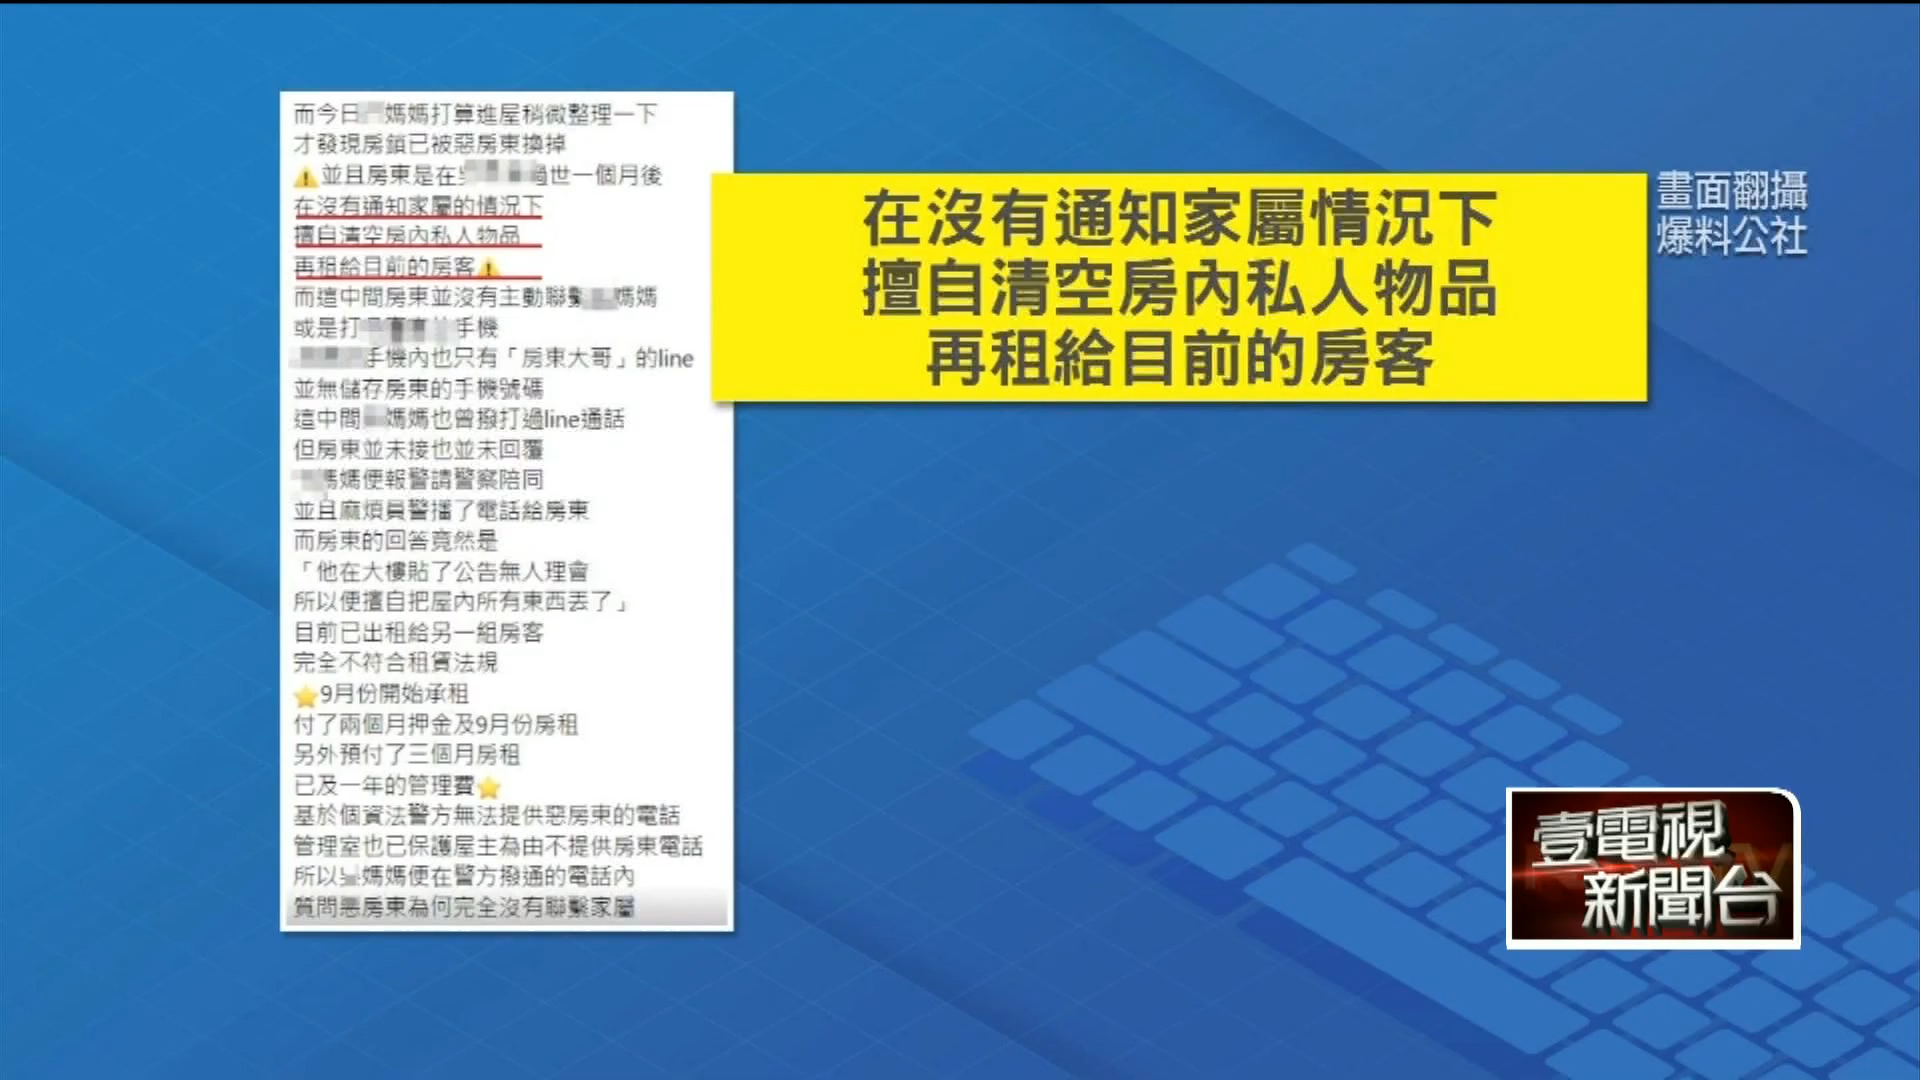 而今日 媽媽打算進屋稍微整理一下
才發現房鎖已被惡房東換掉
⚠️並且房東是在 過世一個月後
在沒有通知家屬的情況下
擅自清空房內私人物品
再租給目前的房客⚠️
而這中間房東並沒有主動聯繫 媽媽
或是打 手機
手機內也只有「房東大哥」的line
並無儲存房東的手機號碼
這中間 媽媽也曾撥打過line通話
但房東並未接也並未回覆
媽媽便報警請警察陪同
並且麻煩員警播了電話給房東
而房東的回答竟然是
「他在大樓貼了公告無人理會
所以便擅自把屋內所有東西丟了」
目前已出租給另一組房客
完全不符合租賃法規
⭐9月份開始承租
付了兩個月押金及9月份房租
另外預付了三個月房租
已及一年的管理費⭐
基於個資法警方無法提供惡房東的電話
管理室也已保護屋主為由不提供房東電話
所以 媽媽便在警方撥通的電話內
質問惡房東為何完全沒有聯繫家屬
在沒有通知家屬情況下
擅自清空房內私人物品
再租給目前的房客
畫面翻攝
爆料公社
壹電視
新聞台